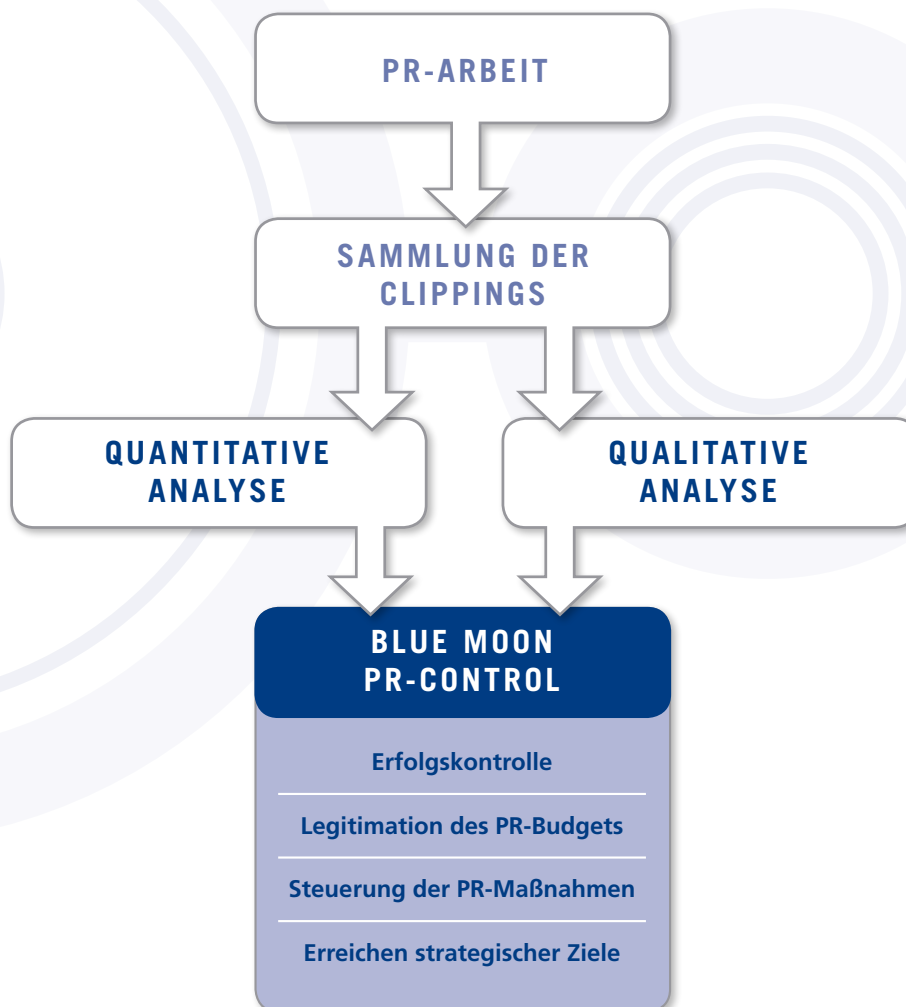 PR-ARBEIT
SAMMLUNG DER
CLIPPINGS
QUANTITATIVE
ANALYSE
QUALITATIVE
ANALYSE
BLUE MOON
PR-CONTROL
Erfolgskontrolle
Legitimation des PR-Budgets
Steuerung der PR-Maßnahmen
Erreichen strategischer Ziele